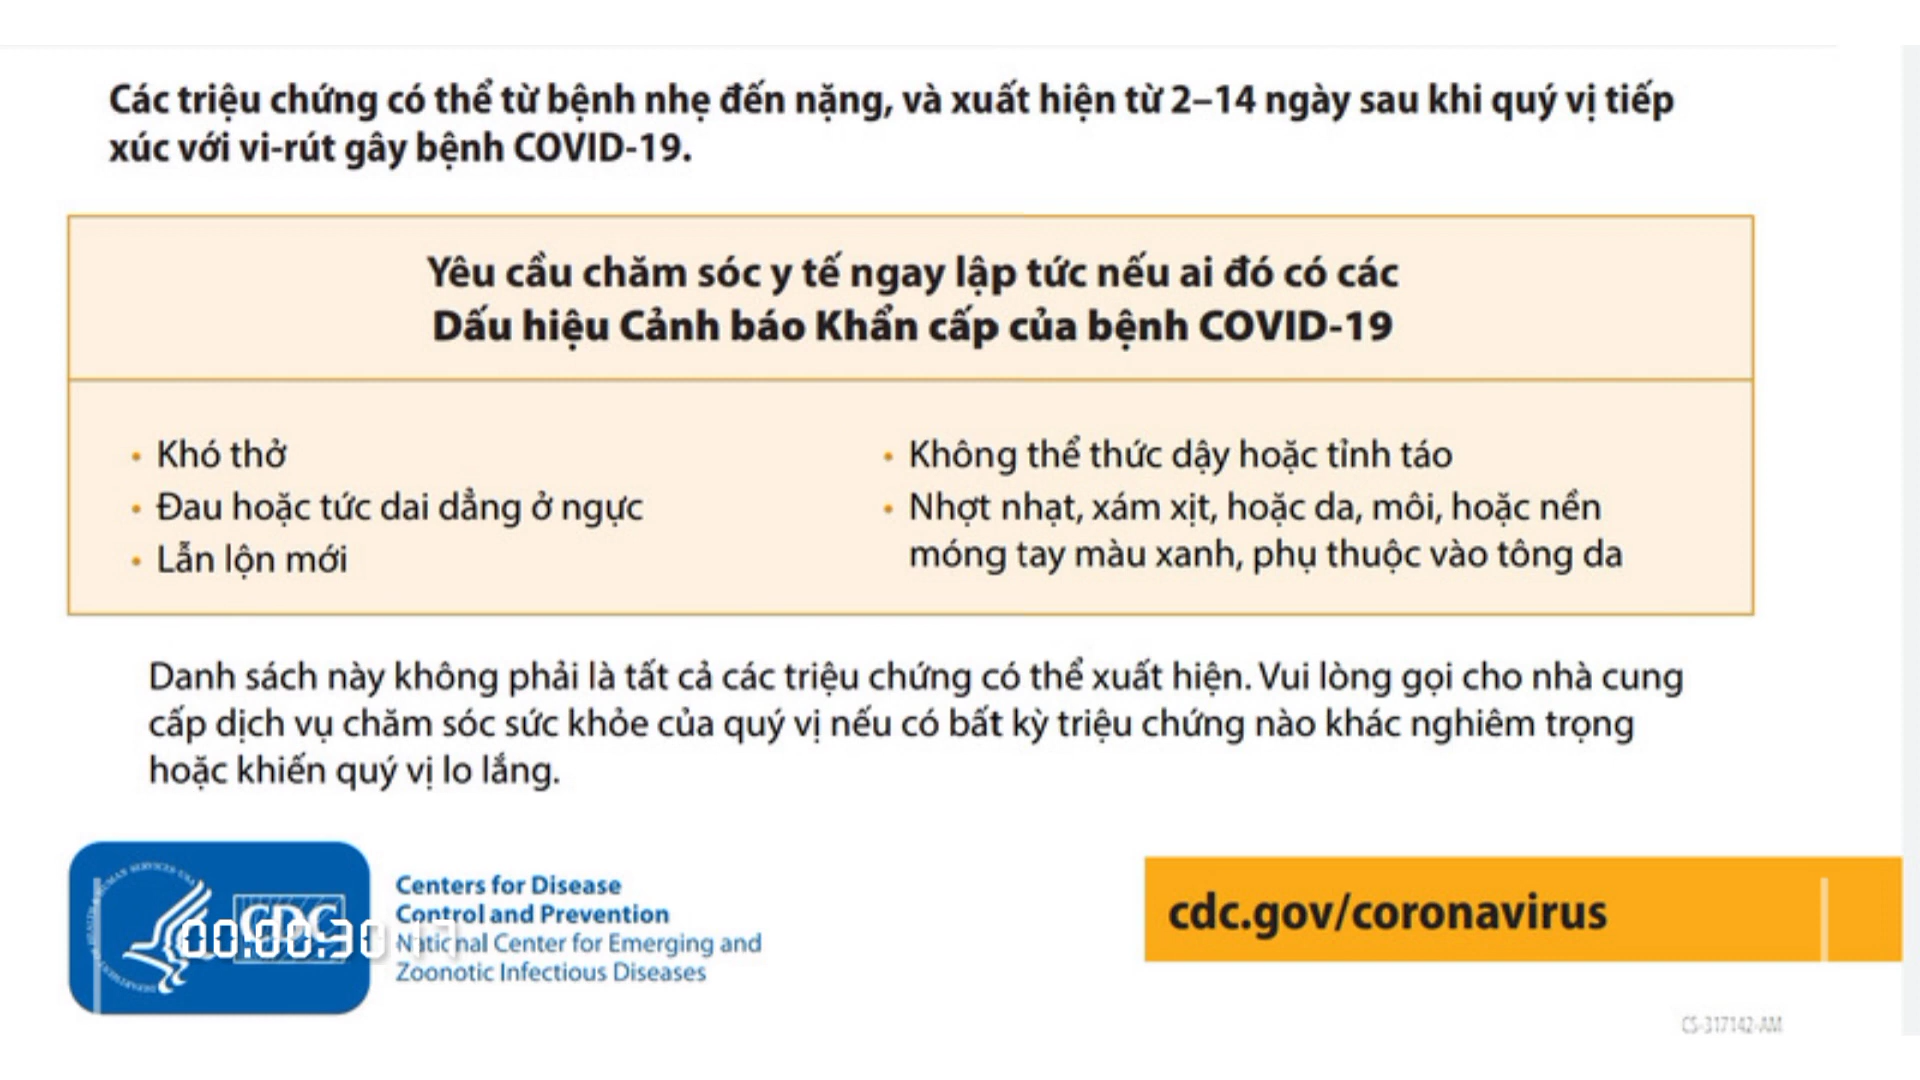 Các triệu chứng có thể từ bệnh nhẹ đến nặng, và xuất hiện từ 2–14 ngày sau khi quý vị tiếp
xúc với vi-rút gây bệnh COVID-19.
Yêu cầu chăm sóc y tế ngay lập tức nếu ai đó có các
Dấu hiệu Cảnh báo Khẩn cấp của bệnh COVID-19
• Khó thở
• Đau hoặc tức dai dẳng ở ngực
• Lẫn lộn mới
• Không thể thức dậy hoặc tỉnh táo
• Nhợt nhạt, xám xịt, hoặc da, môi, hoặc nền
móng tay màu xanh, phụ thuộc vào tông da
Danh sách này không phải là tất cả các triệu chứng có thể xuất hiện. Vui lòng gọi cho nhà cung
cấp dịch vụ chăm sóc sức khỏe của quý vị nếu có bất kỳ triệu chứng nào khác nghiêm trọng
hoặc khiến quý vị lo lắng.
CDC
Centers for Disease
Control and Prevention
National Center for Emerging and
Zoonotic Infectious Diseases
00:00:30
cdc.gov/coronavirus
CS-317142-AM